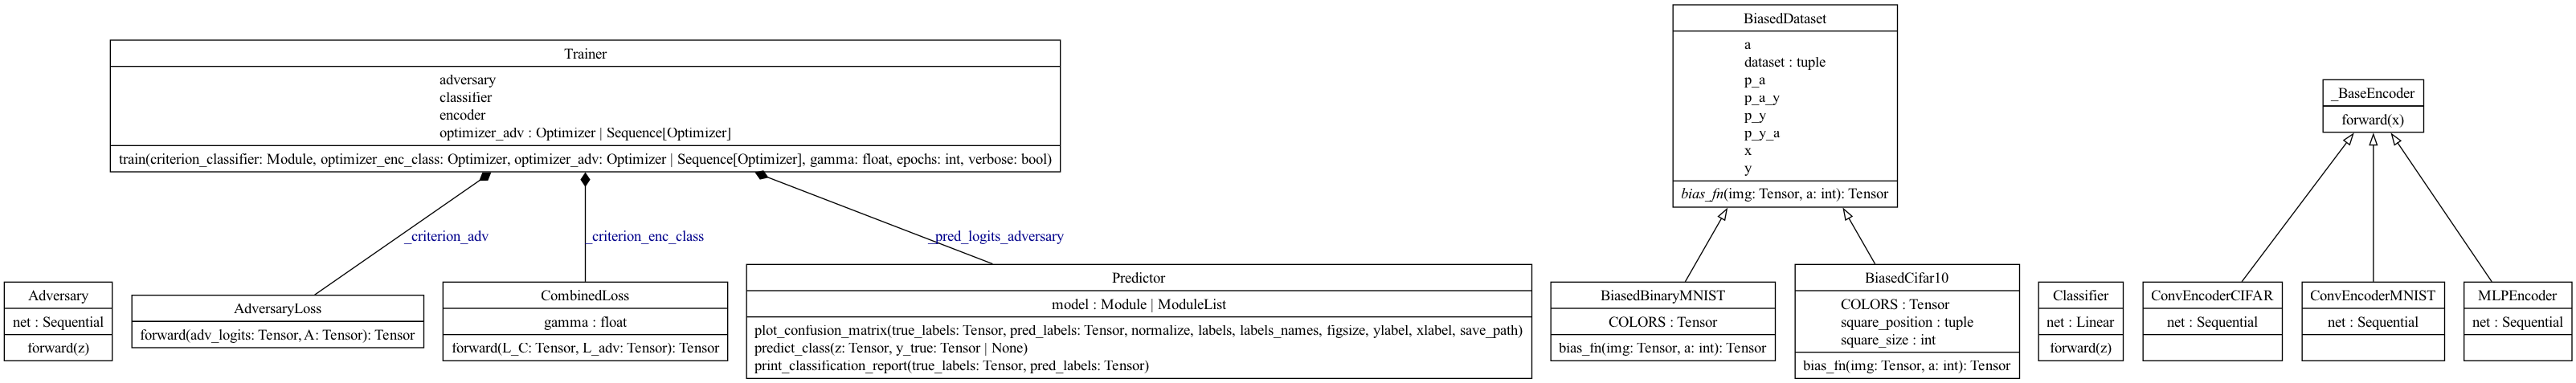 Trainer
adversary
classifier
encoder
optimizer_adv : Optimizer | Sequence[Optimizer]
train(criterion_classifier: Module, optimizer_enc_class: Optimizer, optimizer_adv: Optimizer | Sequence[Optimizer], gamma: float, epochs: int, verbose: bool)
BiasedDataset
a
dataset : tuple
p_a
p_a_y
p_y
p_y_a
x
y
bias_fn(img: Tensor, a: int): Tensor
_BaseEncoder
forward(x)
_criterion_adv
_criterion_enc_class
_pred_logits_adversary
Adversary
net : Sequential
forward(z)
AdversaryLoss
forward(adv_logits: Tensor, A: Tensor): Tensor
CombinedLoss
gamma : float
forward(L_C: Tensor, L_adv: Tensor): Tensor
Predictor
model : Module | ModuleList
plot_confusion_matrix(true_labels: Tensor, pred_labels: Tensor, normalize, labels, labels_names, figsize, ylabel, xlabel, save_path)
predict_class(z: Tensor, y_true: Tensor | None)
print_classification_report(true_labels: Tensor, pred_labels: Tensor)
BiasedBinaryMNIST
COLORS : Tensor
bias_fn(img: Tensor, a: int): Tensor
BiasedCifar10
COLORS : Tensor
square_position : tuple
square_size : int
bias_fn(img: Tensor, a: int): Tensor
Classifier
net : Linear
forward(z)
ConvEncoderCIFAR
net : Sequential
ConvEncoderMNIST
net : Sequential
MLPEncoder
net : Sequential